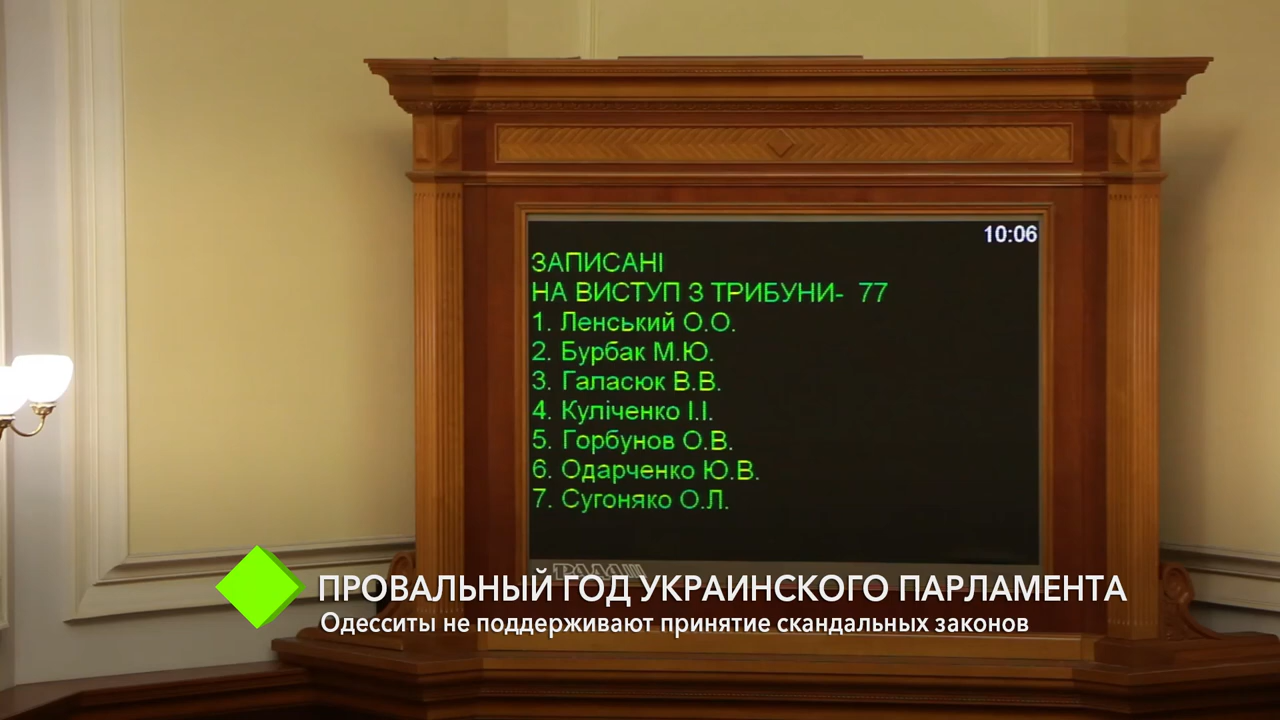 10:06
ЗАПИСАНІ
НА ВИСТУП З ТРИБУНИ- 77
1. Ленський О.О.
2. Бурбак М.Ю.
3. Галасюк В.В.
4. Куліченко І.І.
5. Горбунов О.В.
6. Одарченко Ю.В.
7. Сугоняко О.Л.
ПРОВАЛЬНЫЙ ГОД УКРАИНСКОГО ПАРЛАМЕНТА
Одесситы не поддерживают принятие скандальных законов